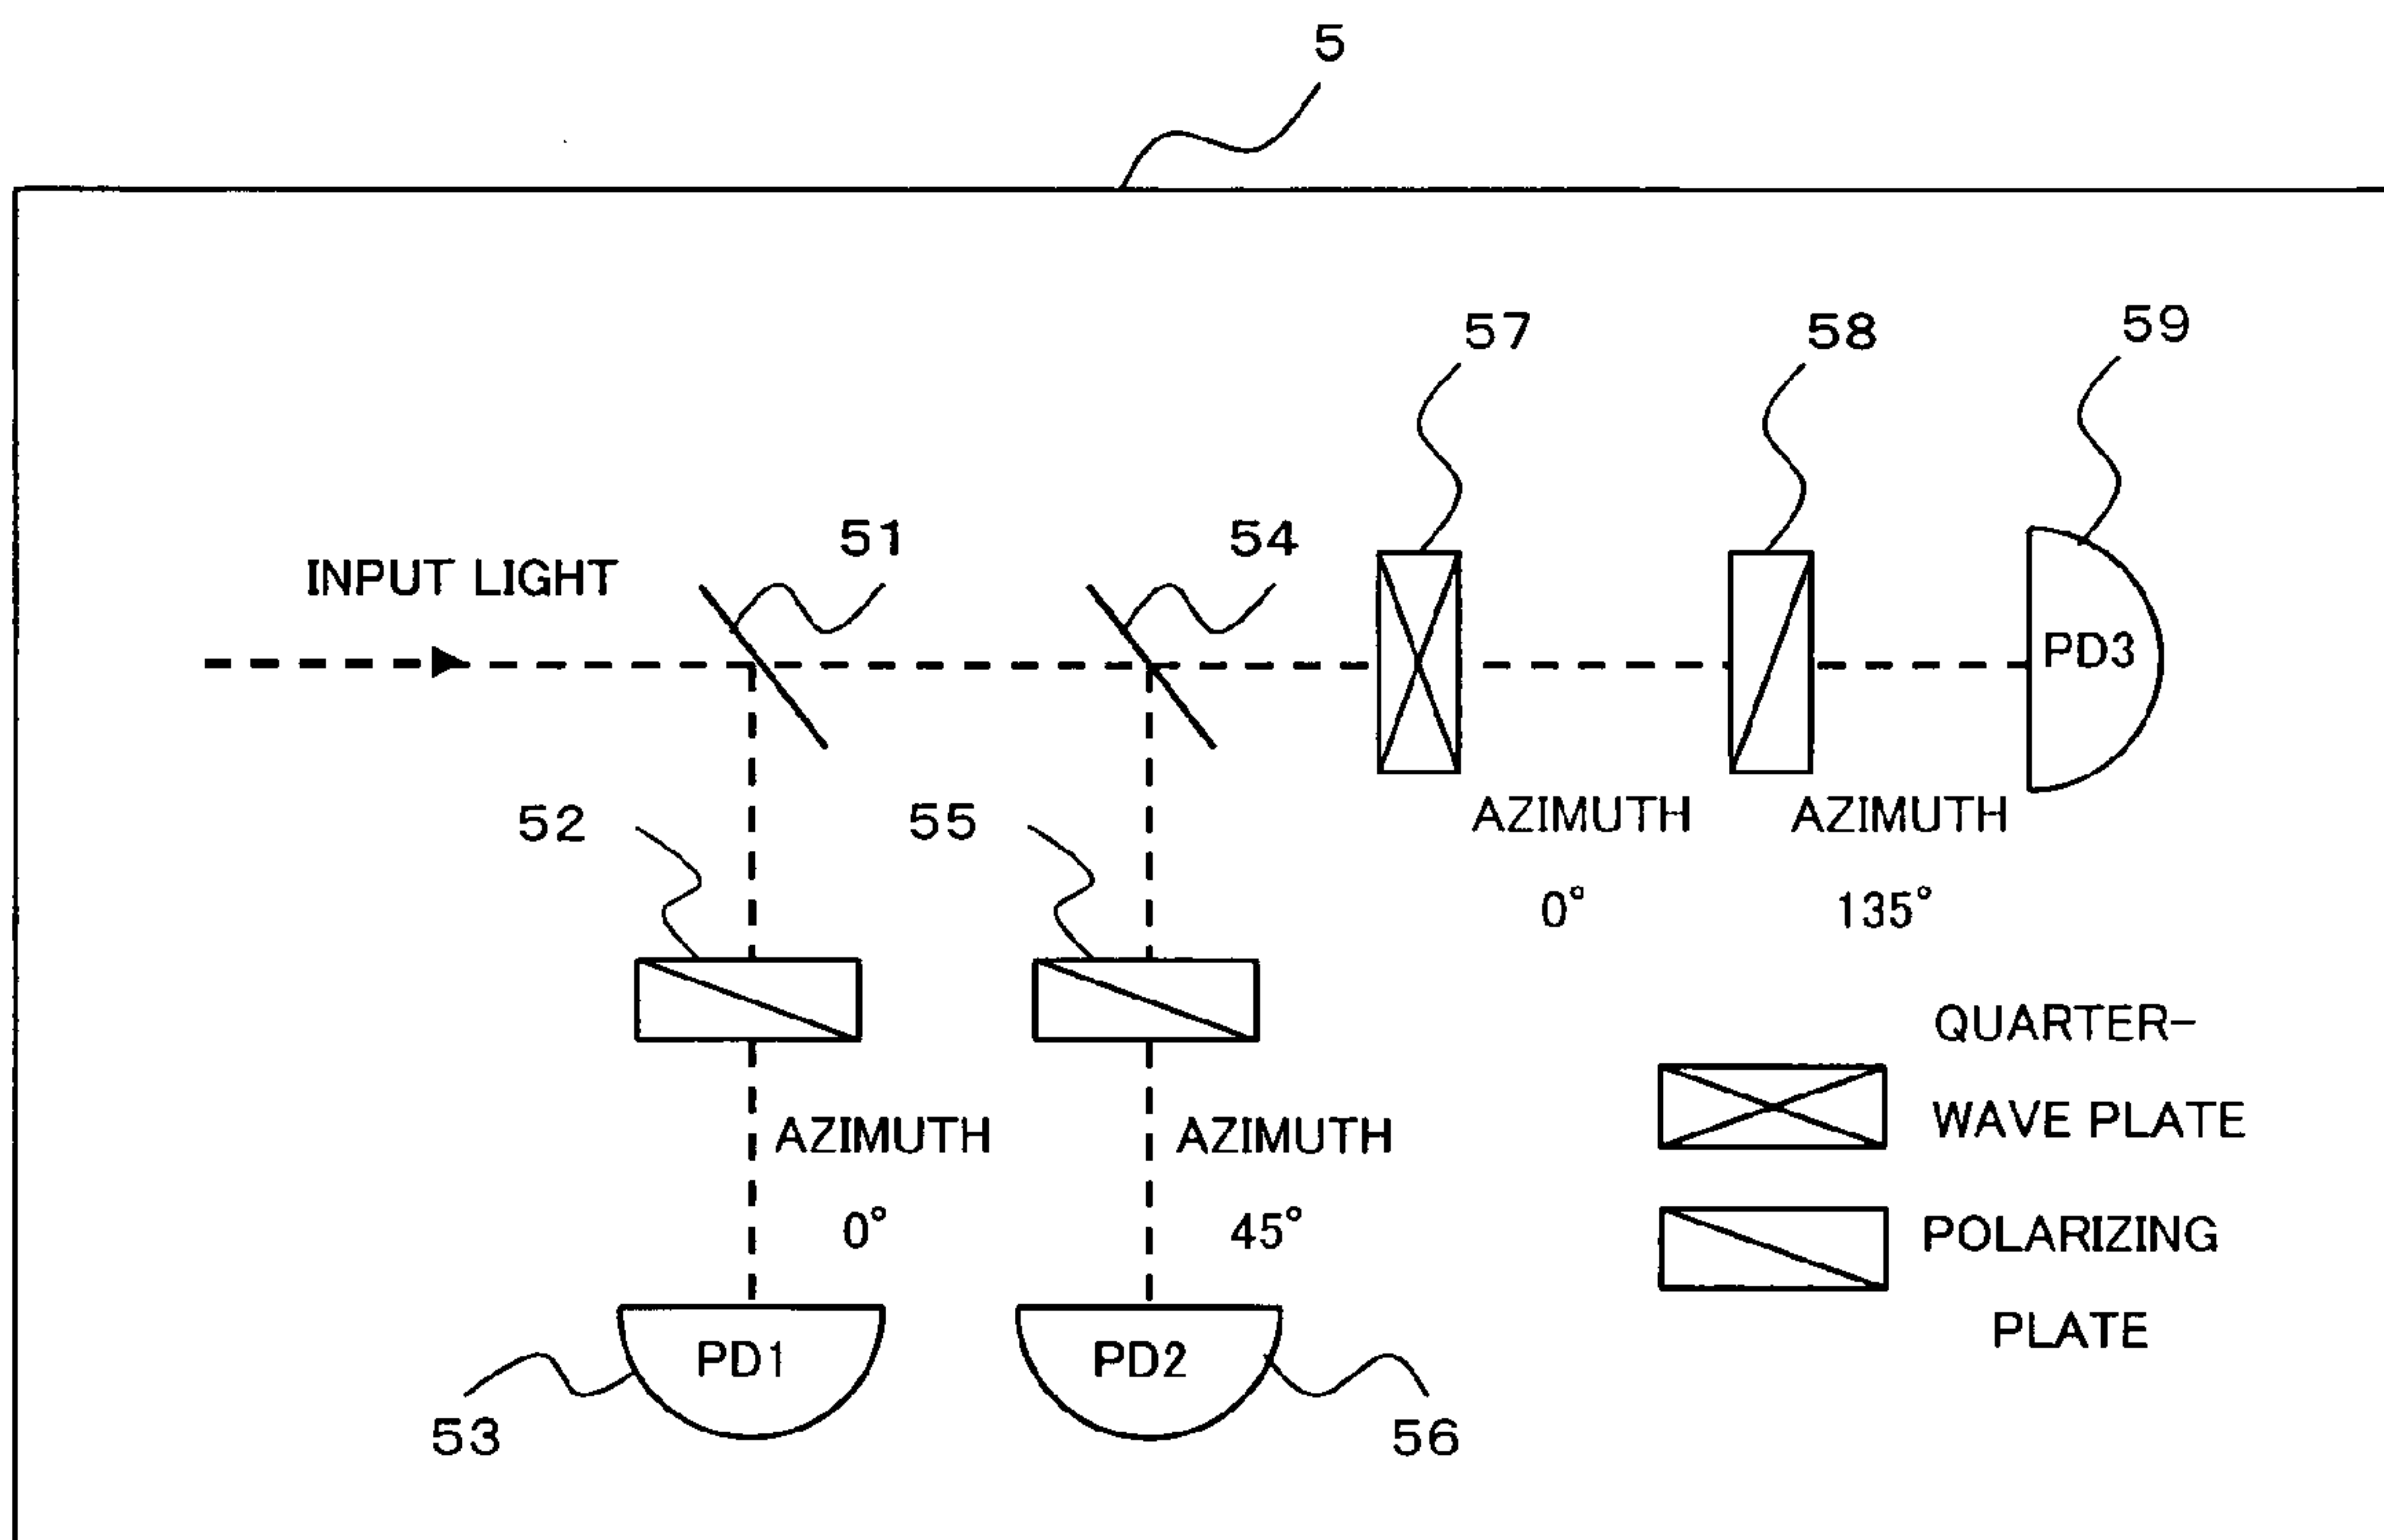 5
57
58
59
51
54
INPUT LIGHT
PD3
52
55
AZIMUTH
0°
AZIMUTH
135°
QUARTER-
WAVE PLATE
AZIMUTH
0°
AZIMUTH
45°
POLARIZING
PLATE
PD1
PD2
53
56